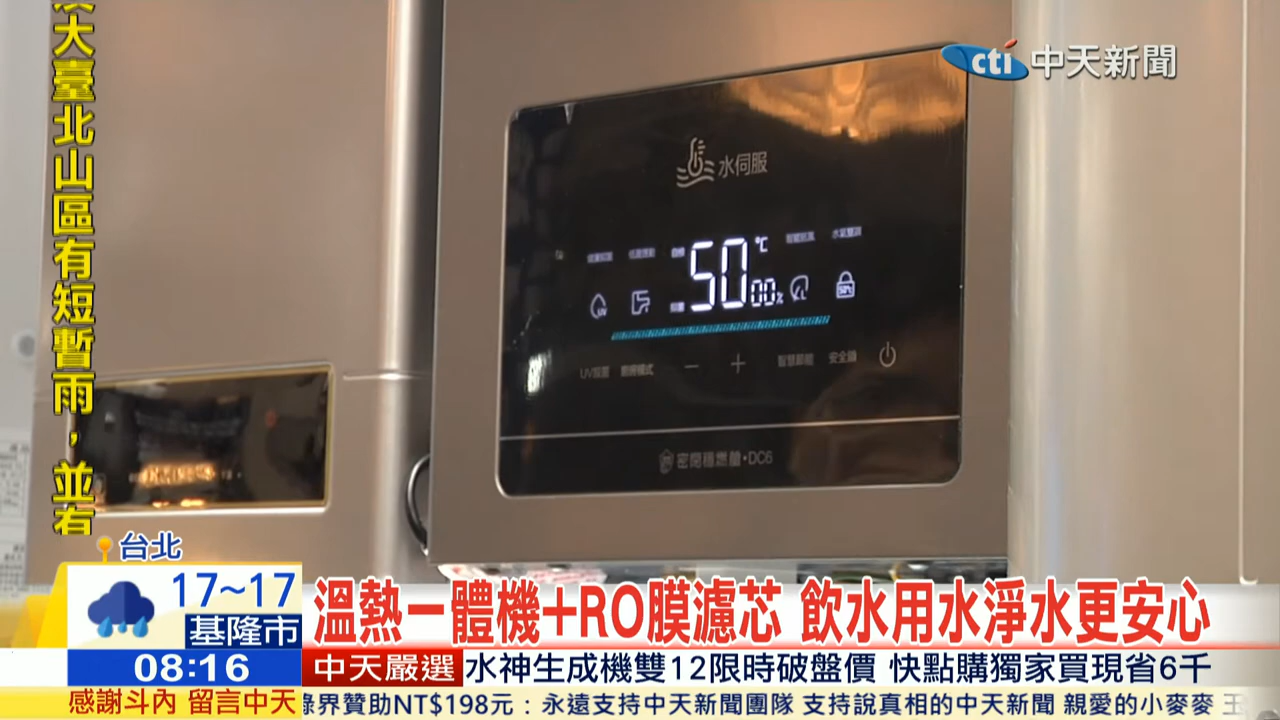 大臺北山區有短暫雨，並有
cti 中天新聞
水伺服
50 °C
00%
UV殺菌 廚房模式 － ＋ 智慧節能 安全鎖
密閉穩燃艙・DC6
台北
17~17
基隆市
08:16
溫熱一體機+RO膜濾芯 飲水用水淨水更安心
中天嚴選 水神生成機雙12限時破盤價 快點購獨家買現省6千
感謝斗內 留言中天
綠界贊助NT$198元：永遠支持中天新聞團隊 支持說真相的中天新聞 親愛的小麥麥